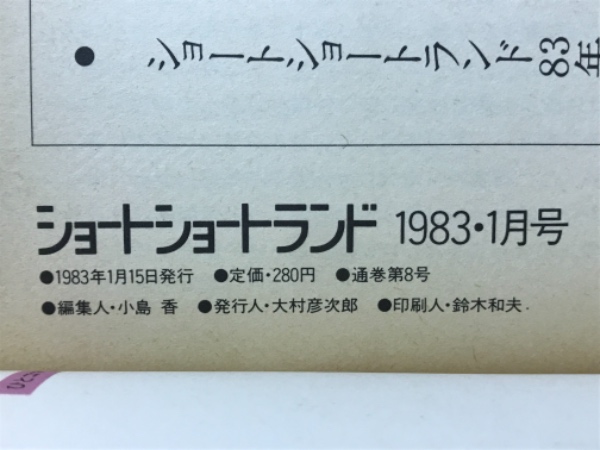 ●ショートショートランド83年
ショートショートランド 1983・1月号
●1983年1月15日発行 ●定価・280円 ●通巻第8号
●編集人・小島 香 ●発行人・大村彦次郎 ●印刷人・鈴木和夫